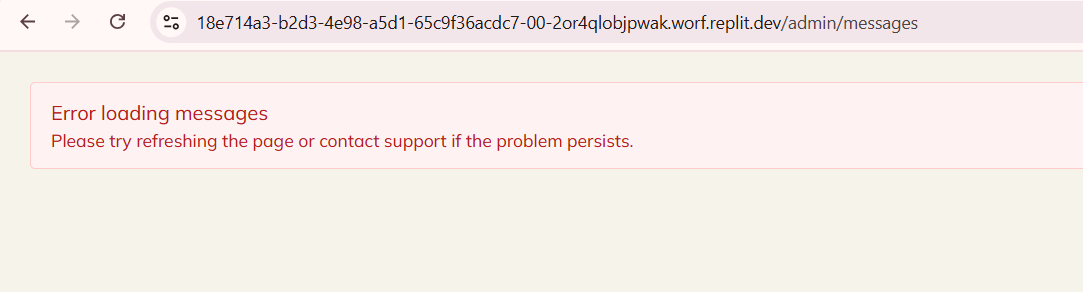 18e714a3-b2d3-4e98-a5d1-65c9f36acdc7-00-2or4qlobjpwak.worf.replit.dev/admin/messages
Error loading messages
Please try refreshing the page or contact support if the problem persists.